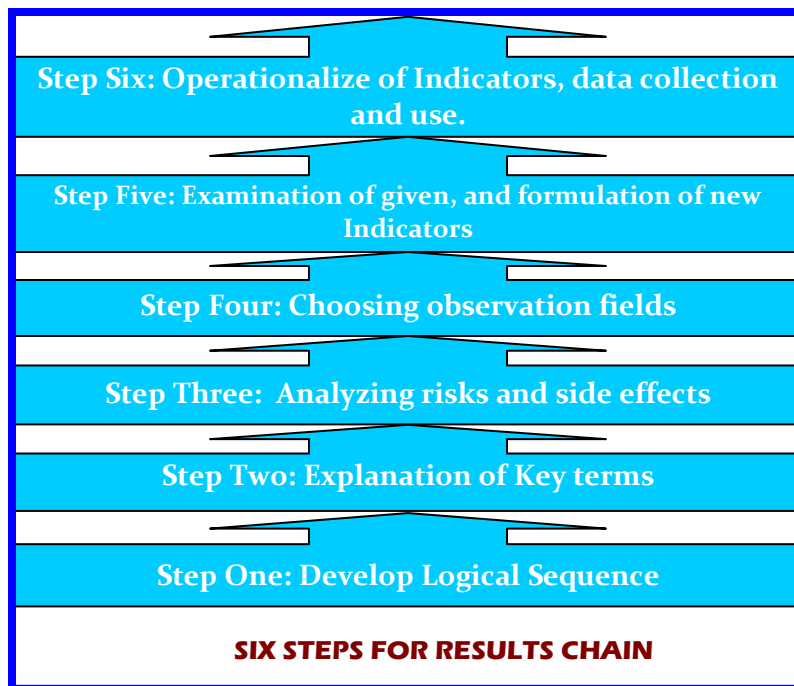 Step Six: Operationalize of Indicators, data collection
and use.
Step Five: Examination of given, and formulation of new
Indicators
Step Four: Choosing observation fields
Step Three:  Analyzing risks and side effects
Step Two: Explanation of Key terms
Step One: Develop Logical Sequence
SIX STEPS FOR RESULTS CHAIN